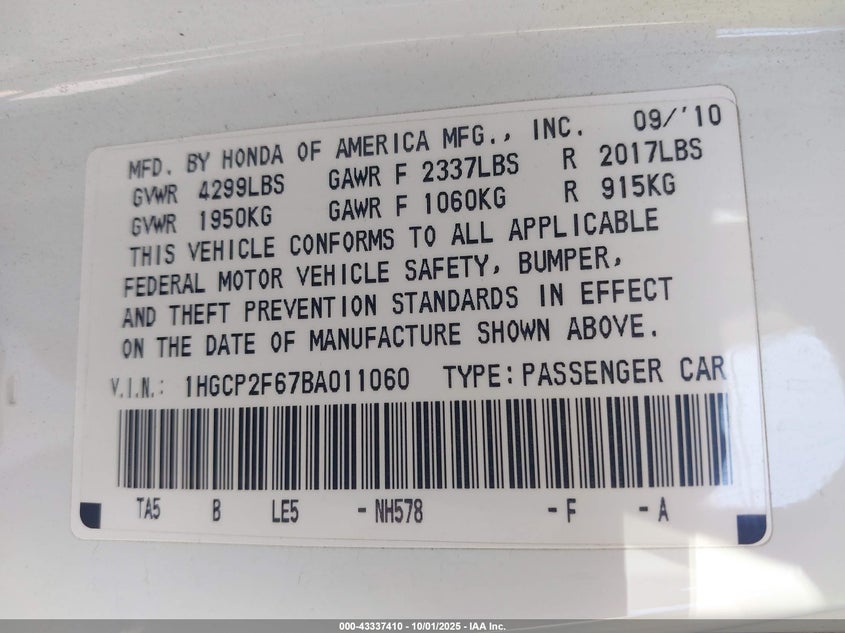 MFD. BY HONDA OF AMERICA MFG., INC. 09/'10
GVWR 4299LBS GAWR F 2337LBS R 2017LBS
GVWR 1950KG GAWR F 1060KG R 915KG
THIS VEHICLE CONFORMS TO ALL APPLICABLE
FEDERAL MOTOR VEHICLE SAFETY, BUMPER,
AND THEFT PREVENTION STANDARDS IN EFFECT
ON THE DATE OF MANUFACTURE SHOWN ABOVE.
V.I.N.: 1HGCP2F67BA011060 TYPE:PASSENGER CAR
TA5 B LE5 -NH578 -F -A
000-43337410 - 10/01/2025 - IAA Inc.